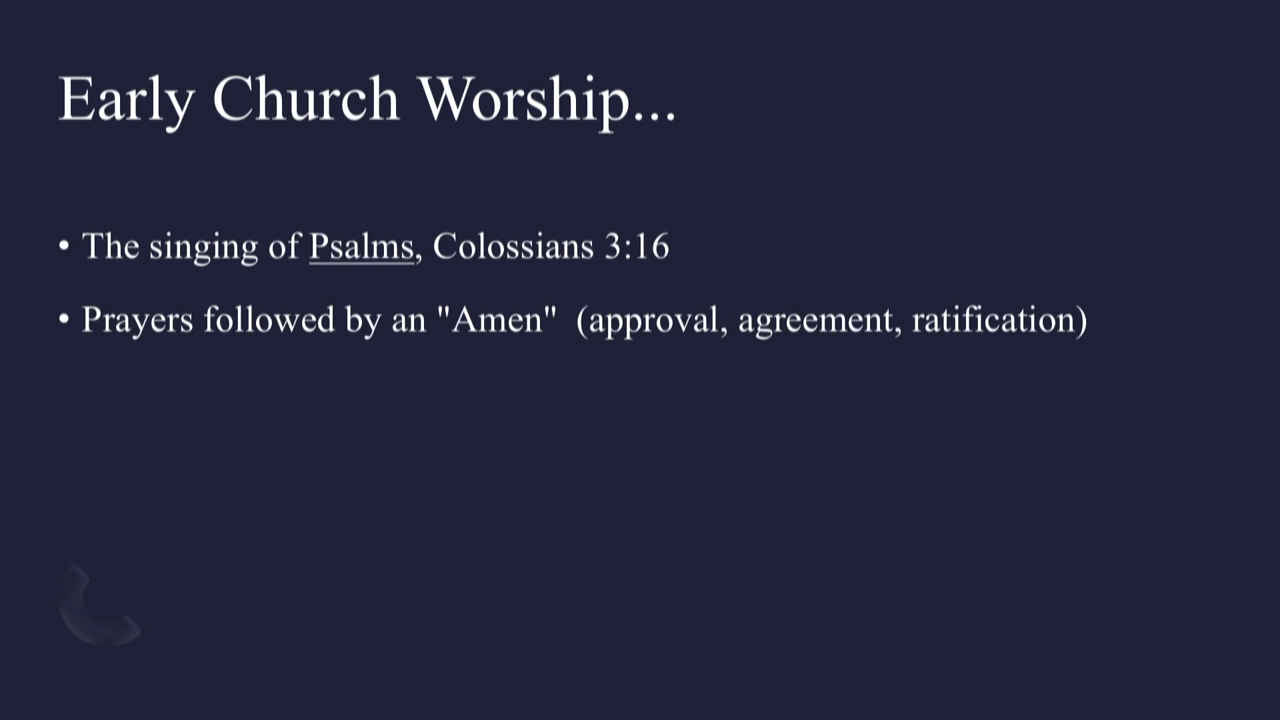 Early Church Worship...
• The singing of Psalms, Colossians 3:16
• Prayers followed by an "Amen"  (approval, agreement, ratification)